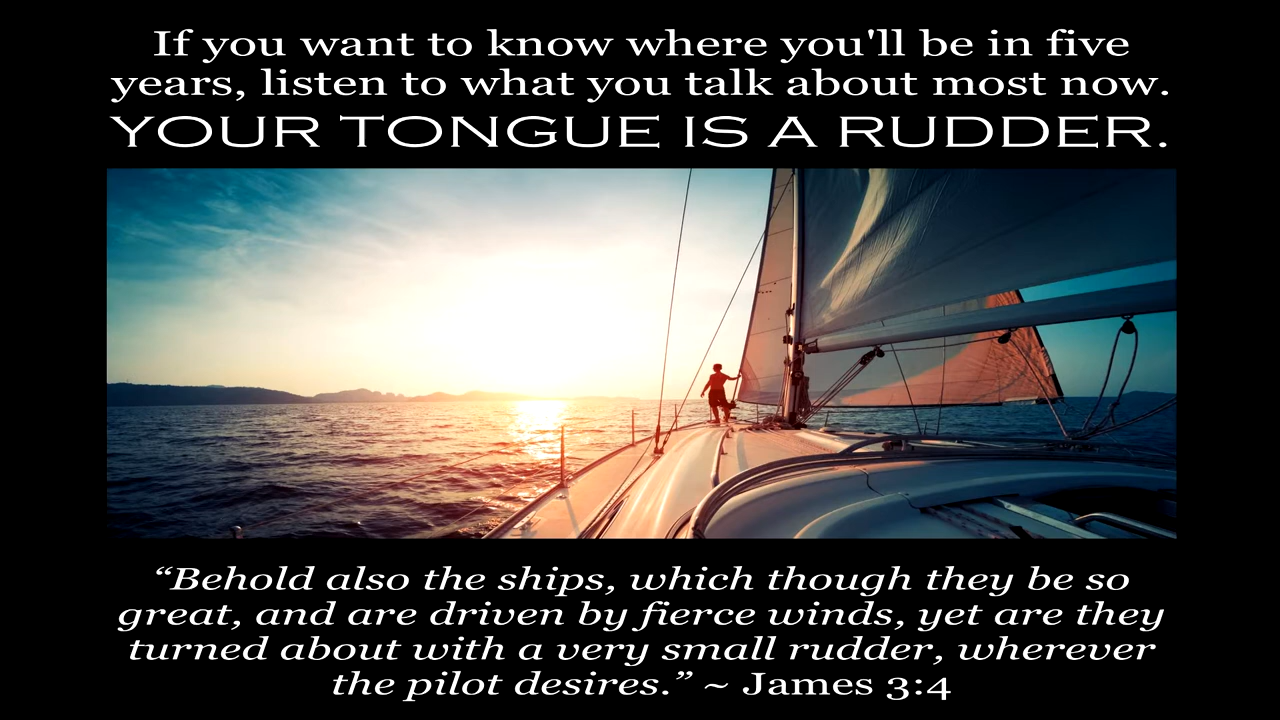 If you want to know where you'll be in five
years, listen to what you talk about most now.
YOUR TONGUE IS A RUDDER.
“Behold also the ships, which though they be so
great, and are driven by fierce winds, yet are they
turned about with a very small rudder, wherever
the pilot desires.” ~ James 3:4